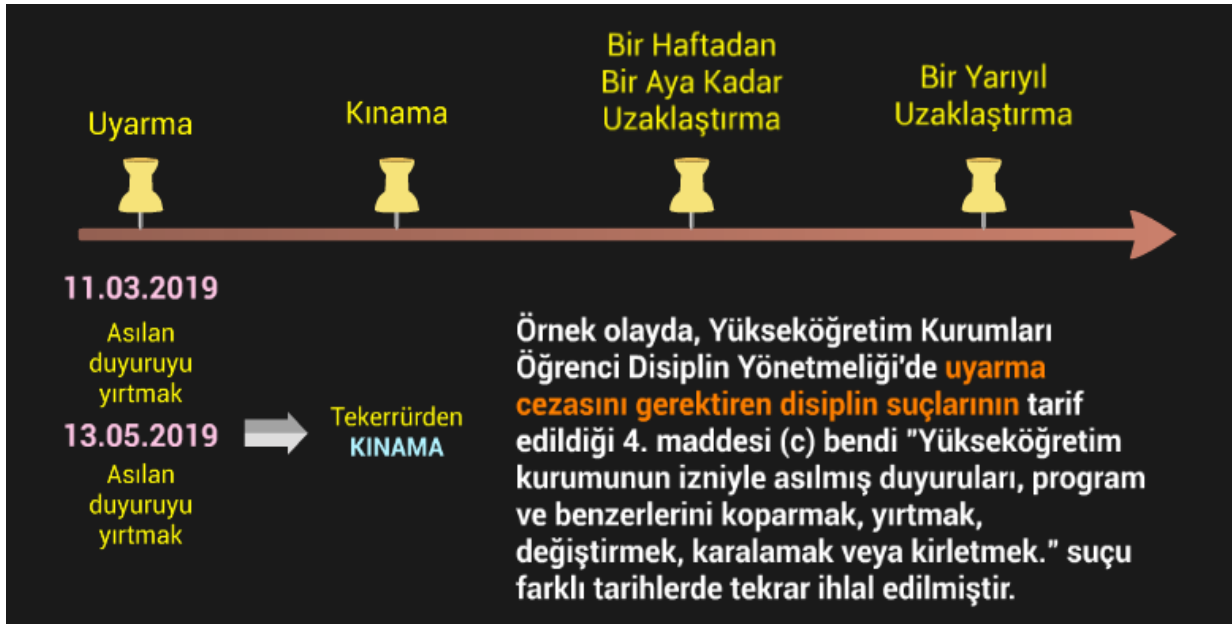 Uyarma
Kınama
Bir Haftadan
Bir Aya Kadar
Uzaklaştırma
Bir Yarıyıl
Uzaklaştırma
11.03.2019
Asılan
duyuruyu
yırtmak
13.05.2019
Asılan
duyuruyu
yırtmak
Tekerrürden
KINAMA
Örnek olayda, Yükseköğretim Kurumları
Öğrenci Disiplin Yönetmeliği'de uyarma
cezasını gerektiren disiplin suçlarının tarif
edildiği 4. maddesi (c) bendi "Yükseköğretim
kurumunun izniyle asılmış duyuruları, program
ve benzerlerini koparmak, yırtmak,
değiştirmek, karalamak veya kirletmek." suçu
farklı tarihlerde tekrar ihlal edilmiştir.